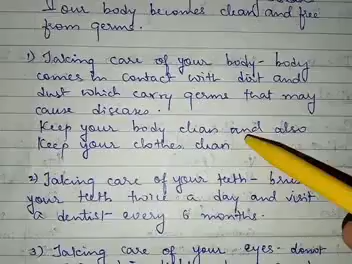 our body becomes clean and free
from germs.
1) Taking care of your body - body
comes in contact with dirt and
dust which carry germs that may
cause disease.
Keep your body clean and also
Keep your clothes clean
2) Taking care of your teeth -
your teeth twice a day and visit
a dentist - every 6 months.
3) Taking care of your eyes - donot